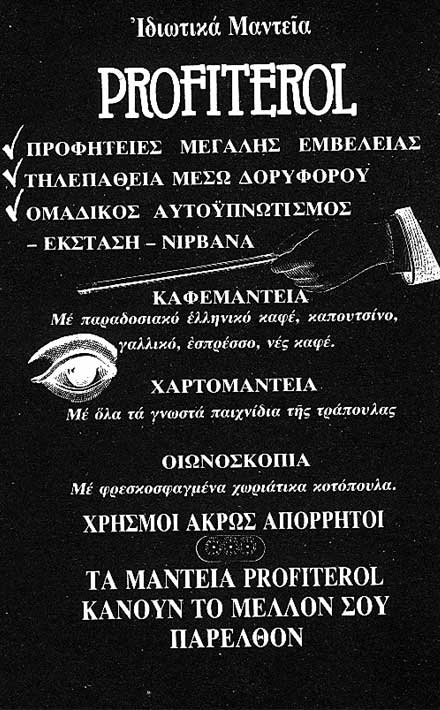 Ἰδιωτικά Μαντεῖα
PROFITEROL
ΠΡΟΦΗΤΕΙΕΣ ΜΕΓΑΛΗΣ ΕΜΒΕΛΕΙΑΣ
ΤΗΛΕΠΑΘΕΙΑ ΜΕΣΩ ΔΟΡΥΦΟΡΟΥ
ΟΜΑΔΙΚΟΣ ΑΥΤΟΫΠΝΩΤΙΣΜΟΣ
– ΕΚΣΤΑΣΗ – ΝΙΡΒΑΝΑ
ΚΑΦΕΜΑΝΤΕΙΑ
Μέ παραδοσιακό ἑλληνικό καφέ, καπουτσίνο,
γαλλικό, ἐσπρέσσο, νές καφέ.
ΧΑΡΤΟΜΑΝΤΕΙΑ
Μέ ὅλα τά γνωστά παιχνίδια τῆς τράπουλας
ΟΙΩΝΟΣΚΟΠΙΑ
Μέ φρεσκοσφαγμένα χωριάτικα κοτόπουλα.
ΧΡΗΣΜΟΙ ΑΚΡΩΣ ΑΠΟΡΡΗΤΟΙ
ΤΑ ΜΑΝΤΕΙΑ PROFITEROL
ΚΑΝΟΥΝ ΤΟ ΜΕΛΛΟΝ ΣΟΥ
ΠΑΡΕΛΘΟΝ